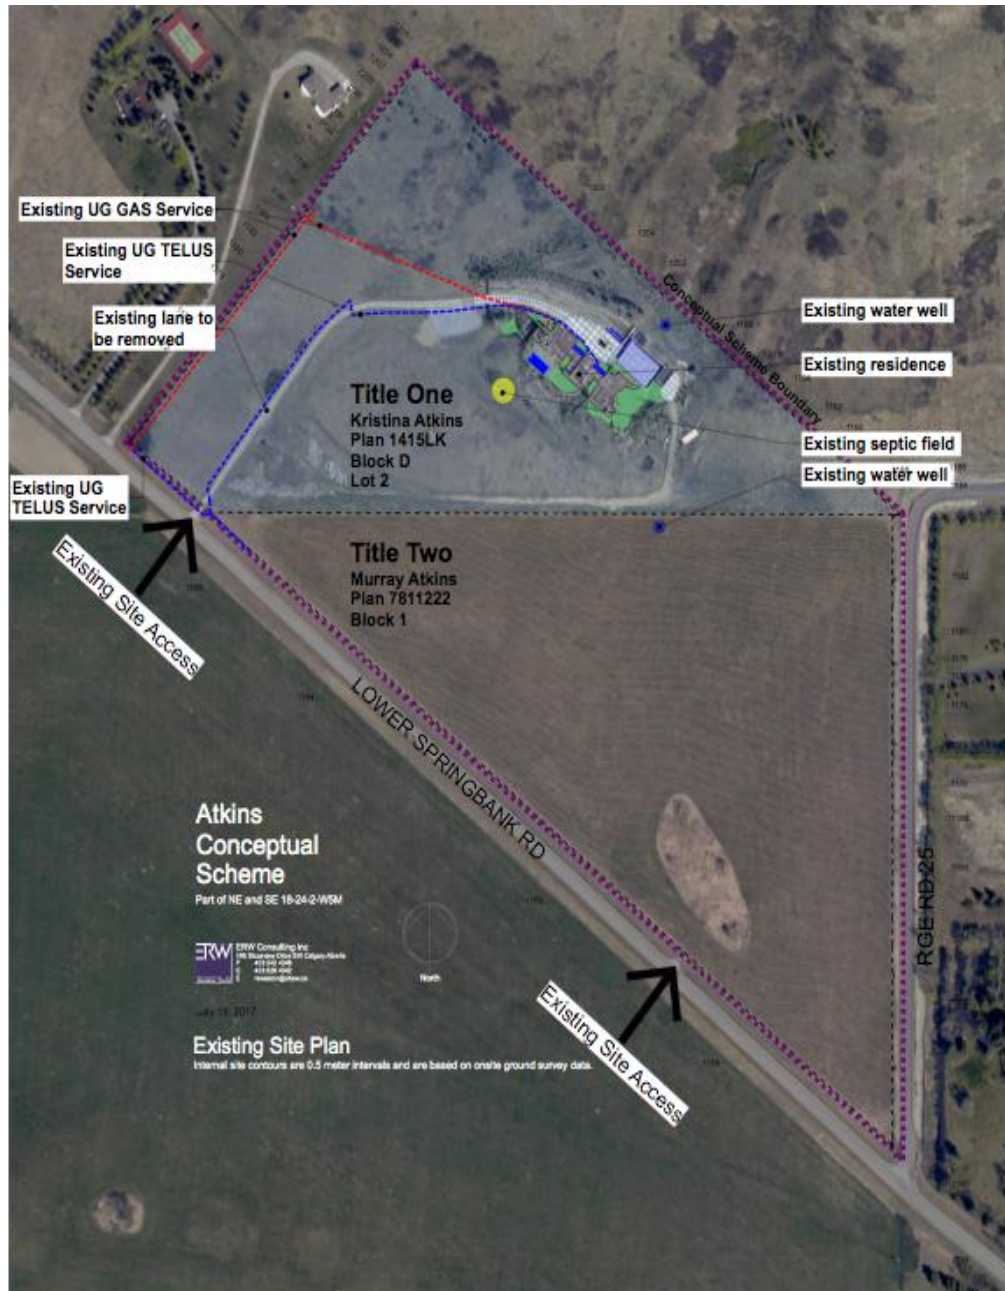 Existing UG GAS Service
Existing UG TELUS
Service
Existing lane to
be removed
Conceptual Scheme Boundary
Existing water well
Existing residence
Existing septic field
Existing water well
Title One
Kristina Atkins
Plan 1415LK
Block D
Lot 2
Existing UG
TELUS Service
Existing Site Access
Title Two
Murray Atkins
Plan 7811222
Block 1
LOWER SPRINGBANK RD
RGE RD 25
Atkins
Conceptual
Scheme
Part of NE and SE 18-24-2-W5M
ERW
ERW Consulting Inc
North
2017
Existing Site Access
Existing Site Plan
Internal site contours are 0.5 meter intervals and are based on onsite ground survey data.